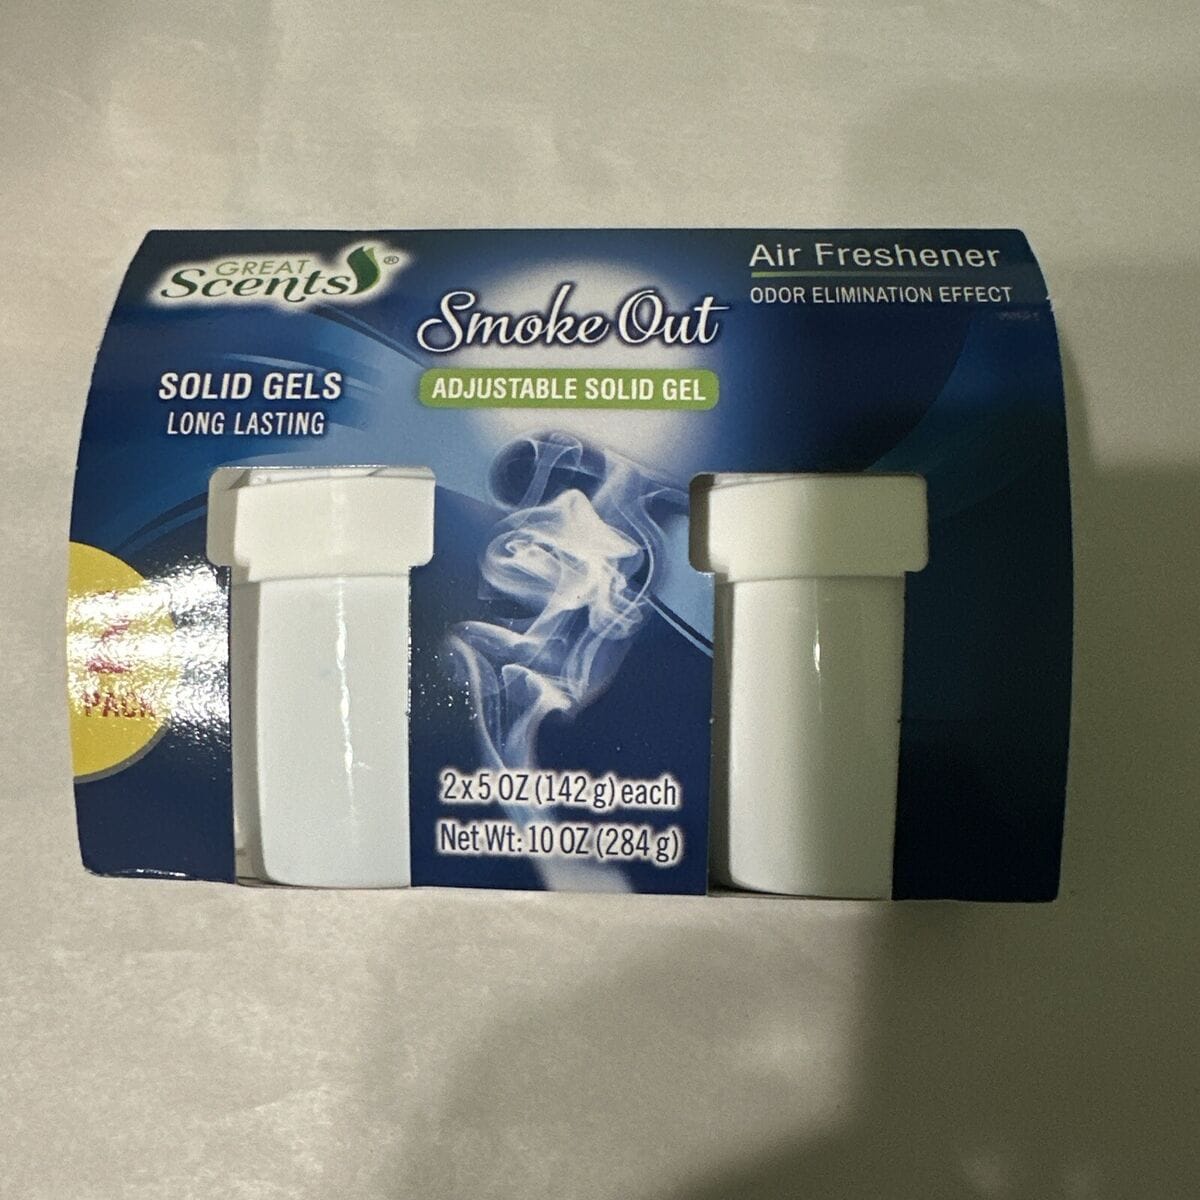 GREAT
Scents®
Air Freshener
ODOR ELIMINATION EFFECT
Smoke Out
ADJUSTABLE SOLID GEL
SOLID GELS
LONG LASTING
2
PACK
2x5 OZ (142 g) each
Net Wt: 10 OZ (284 g)